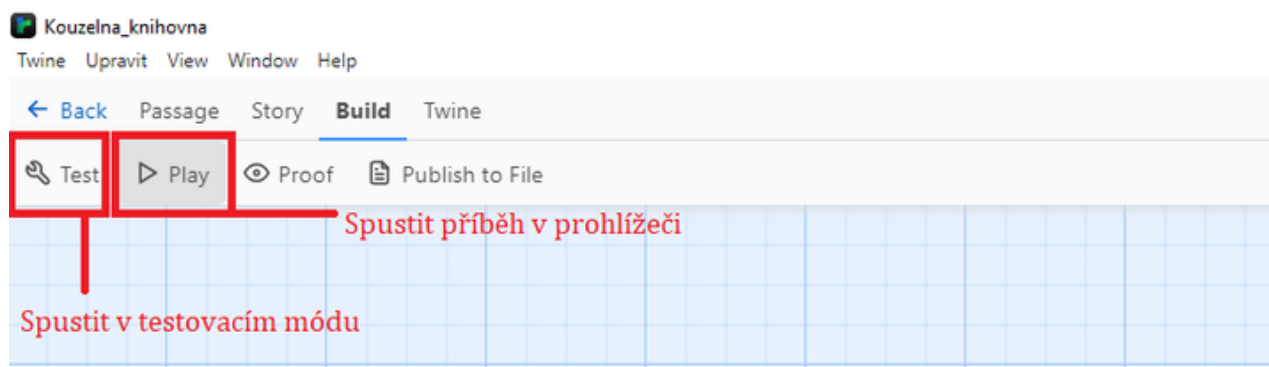 Kouzelna_knihovna
Twine Upravit View Window Help
← Back Passage Story Build Twine
Test Play Proof Publish to File
Spustit příběh v prohlížeči
Spustit v testovacím módu